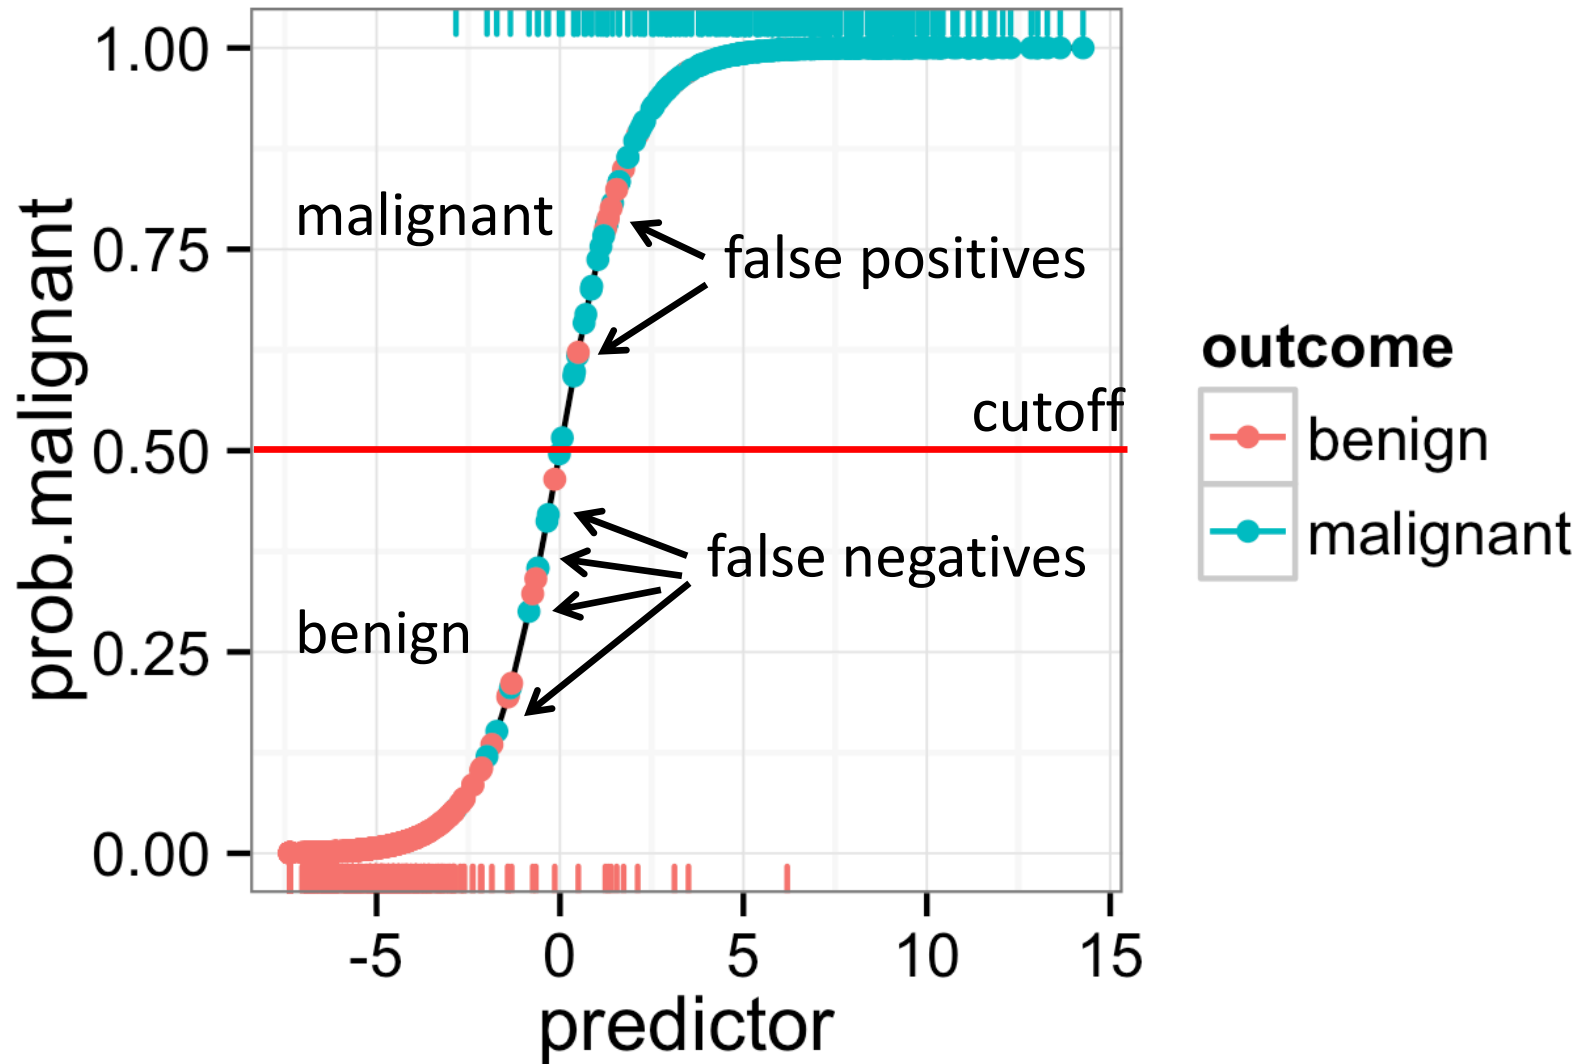 1.00
0.75
0.50
0.25
0.00
prob.malignant
malignant
false positives
cutoff
false negatives
benign
-5
0
5
10
15
predictor
outcome
benign
malignant